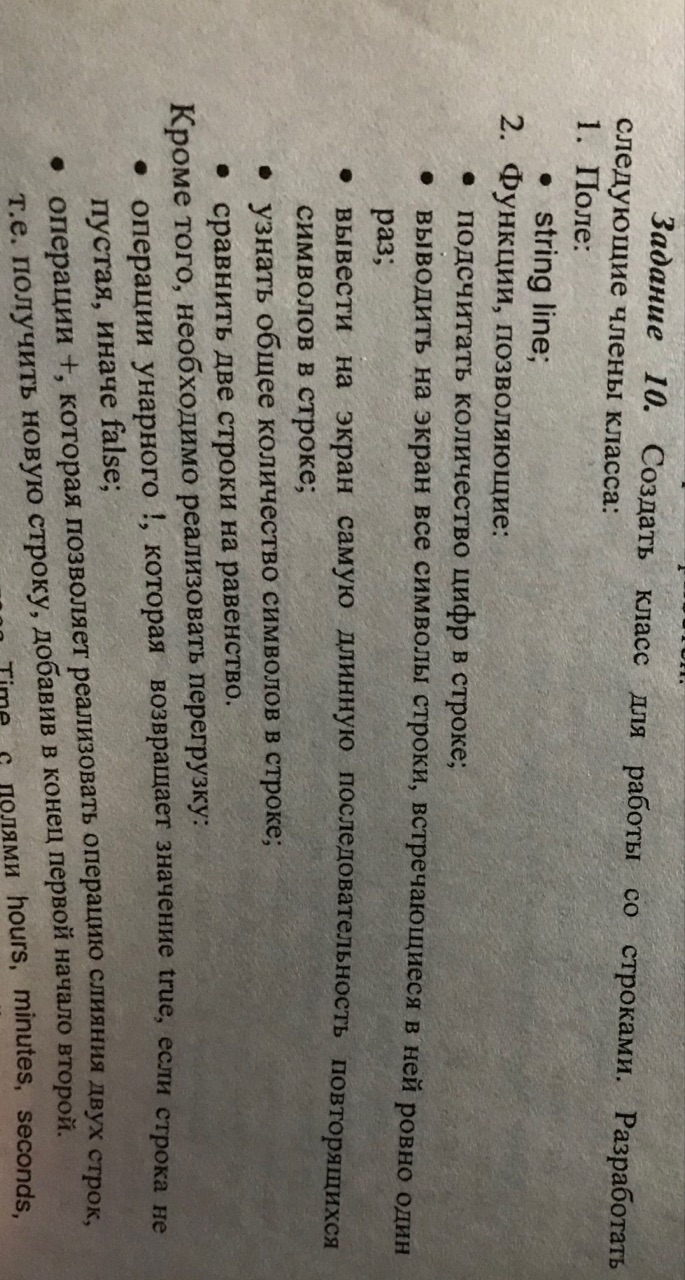 Задание 10. Создать класс для работы со строками. Разработать
следующие члены класса:
1. Поле:
• string line;
2. Функции, позволяющие:
• подсчитать количество цифр в строке;
• выводить на экран все символы строки, встречающиеся в ней ровно один
раз;
• вывести на экран самую длинную последовательность повторящихся
символов в строке;
• узнать общее количество символов в строке;
• сравнить две строки на равенство.
Кроме того, необходимо реализовать перегрузку:
• операции унарного !, которая возвращает значение true, если строка не
пустая, иначе false;
• операции +, которая позволяет реализовать операцию слияния двух строк,
т.е. получить новую строку, добавив в конец первой начало второй.
Time с полями hours, minutes, seconds,